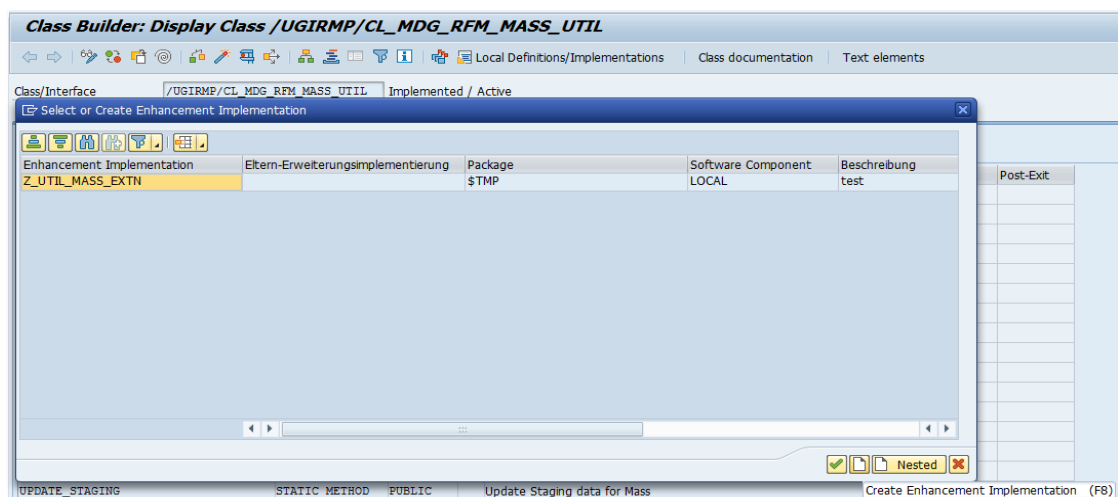 Class Builder: Display Class /UGIRMP/CL_MDG_RFM_MASS_UTIL
Local Definitions/Implementations Class documentation Text elements
Class/Interface /UGIRMP/CL_MDG_RFM_MASS_UTIL Implemented / Active
Select or Create Enhancement Implementation
Enhancement Implementation Eltern-Erweiterungsimplementierung Package Software Component Beschreibung
Post-Exit
Z_UTIL_MASS_EXTN $TMP LOCAL test
Nested
UPDATE_STAGING STATIC METHOD PUBLIC Update Staging data for Mass Create Enhancement Implementation (F8)